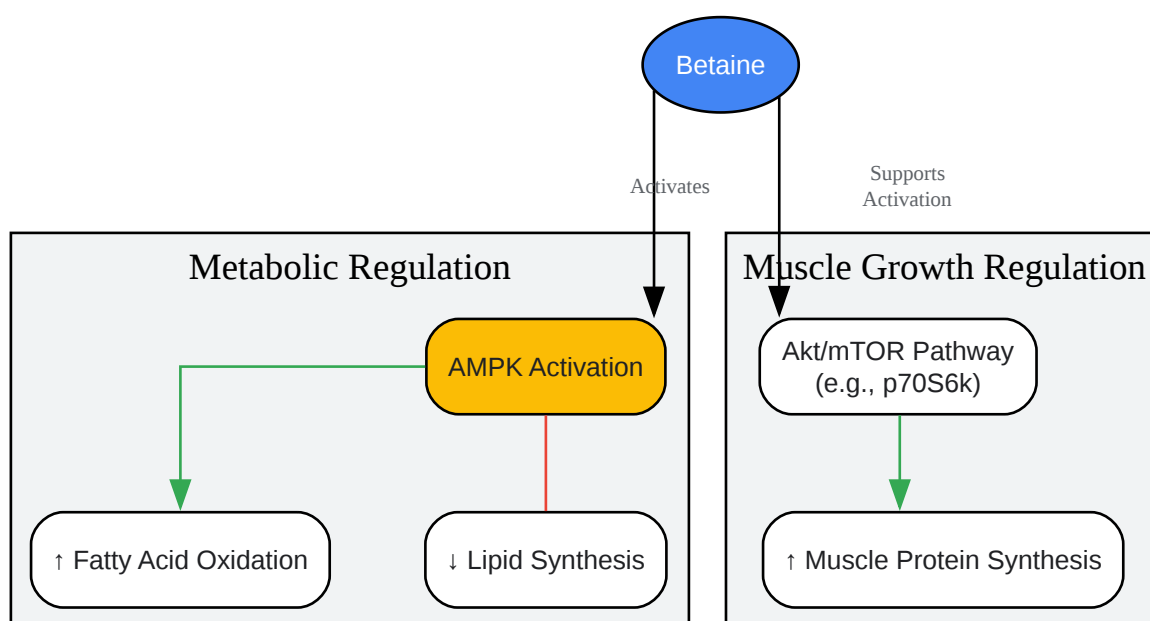 Betaine
Activates
Supports
Activation
Metabolic Regulation
Muscle Growth Regulation
AMPK Activation
Akt/mTOR Pathway
(e.g., p70S6k)
↑ Fatty Acid Oxidation
↓ Lipid Synthesis
↑ Muscle Protein Synthesis